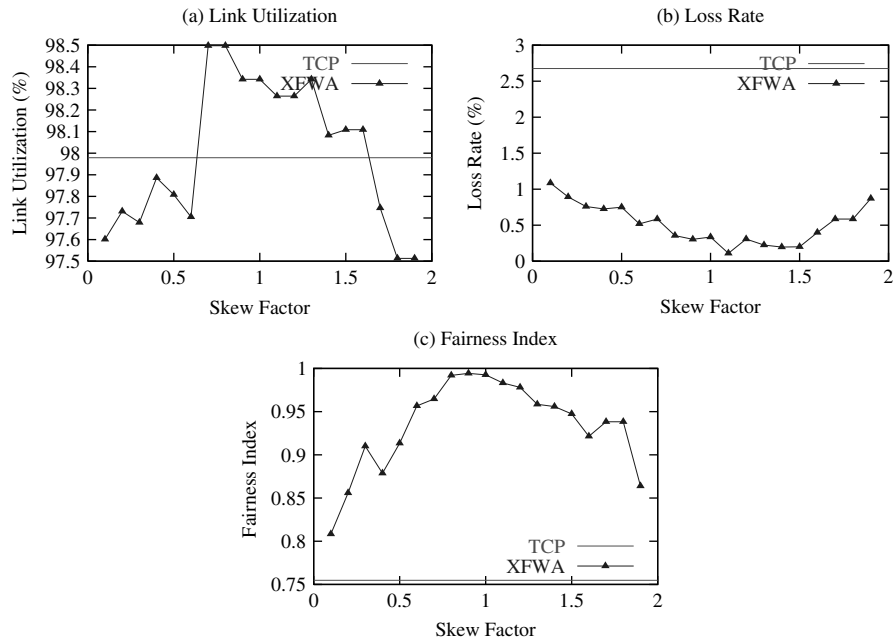 (a) Link Utilization
98.5
98.4
98.3
98.2
98.1
98
97.9
97.8
97.7
97.6
97.5
0
0.5
1
1.5
2
Link Utilization (%)
Skew Factor
TCP
XFWA
(b) Loss Rate
3
2.5
2
1.5
1
0.5
0
0
0.5
1
1.5
2
Loss Rate (%)
Skew Factor
TCP
XFWA
(c) Fairness Index
1
0.95
0.9
0.85
0.8
0.75
0
0.5
1
1.5
2
Fairness Index
Skew Factor
TCP
XFWA